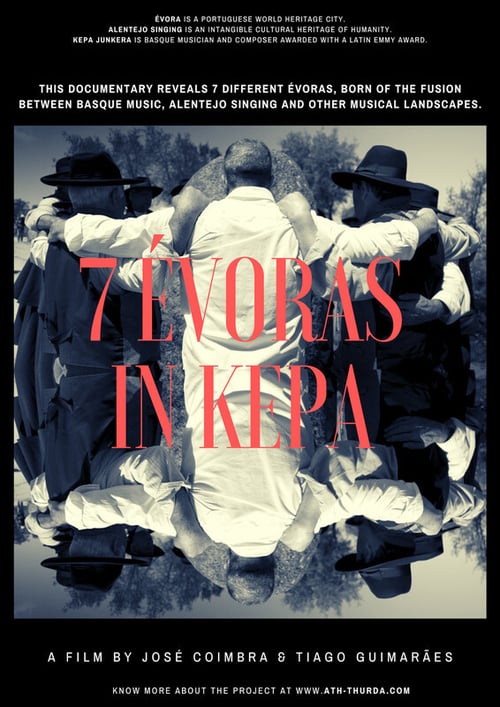 ÉVORA IS A PORTUGUESE WORLD HERITAGE CITY.
ALENTEJO SINGING IS AN INTANGIBLE CULTURAL HERITAGE OF HUMANITY.
KEPA JUNKERA IS BASQUE MUSICIAN AND COMPOSER AWARDED WITH A LATIN EMMY AWARD.
THIS DOCUMENTARY REVEALS 7 DIFFERENT ÉVORAS, BORN OF THE FUSION
BETWEEN BASQUE MUSIC, ALENTEJO SINGING AND OTHER MUSICAL LANDSCAPES.
7 ÉVORAS
IN KEPA
A FILM BY JOSÉ COIMBRA & TIAGO GUIMARÃES
KNOW MORE ABOUT THE PROJECT AT WWW.ATH-THURDA.COM